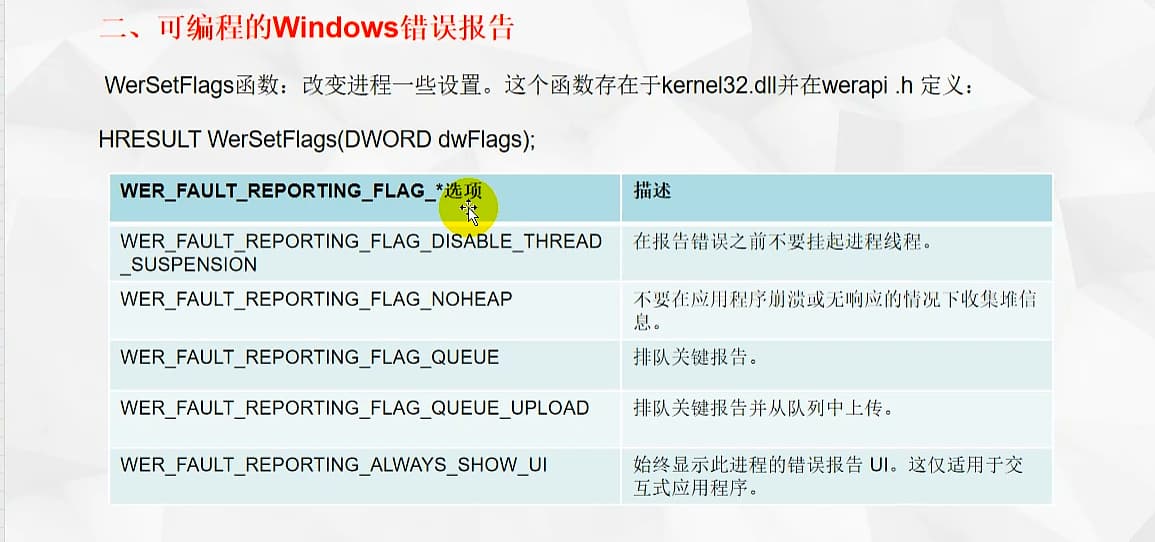 二、可编程的Windows错误报告
WerSetFlags函数：改变进程一些设置。这个函数存在于kernel32.dll并在werapi .h 定义：
HRESULT WerSetFlags(DWORD dwFlags);
WER_FAULT_REPORTING_FLAG_*选项
描述
WER_FAULT_REPORTING_FLAG_DISABLE_THREAD
_SUSPENSION
在报告错误之前不要挂起进程线程。
WER_FAULT_REPORTING_FLAG_NOHEAP
不要在应用程序崩溃或无响应的情况下收集堆信
息。
WER_FAULT_REPORTING_FLAG_QUEUE
排队关键报告。
WER_FAULT_REPORTING_FLAG_QUEUE_UPLOAD
排队关键报告并从队列中上传。
WER_FAULT_REPORTING_ALWAYS_SHOW_UI
始终显示此进程的错误报告 UI。这仅适用于交
互式应用程序。